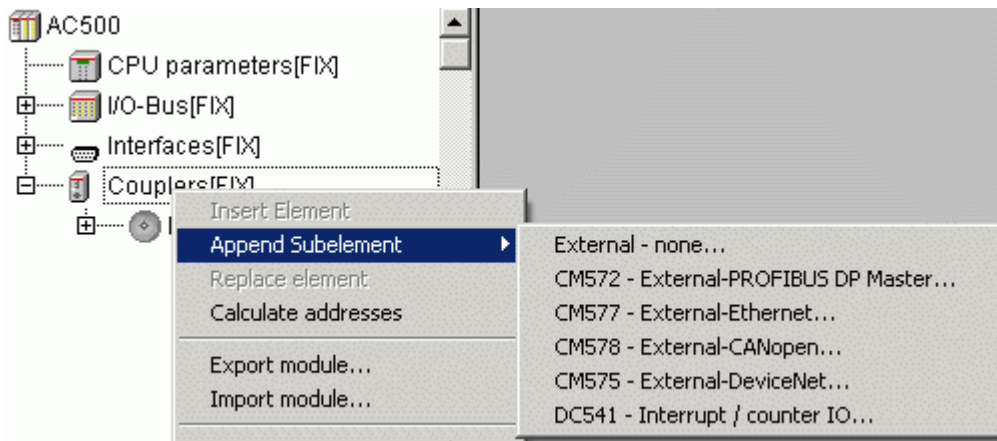 AC500
CPU parameters[FIX]
I/O-Bus[FIX]
Interfaces[FIX]
Couplers[FIX]
Insert Element
Append Subelement
Replace element
Calculate addresses
Export module...
Import module...
External - none...
CM572 - External-PROFIBUS DP Master...
CM577 - External-Ethernet...
CM578 - External-CANopen...
CM575 - External-DeviceNet...
DC541 - Interrupt / counter IO...